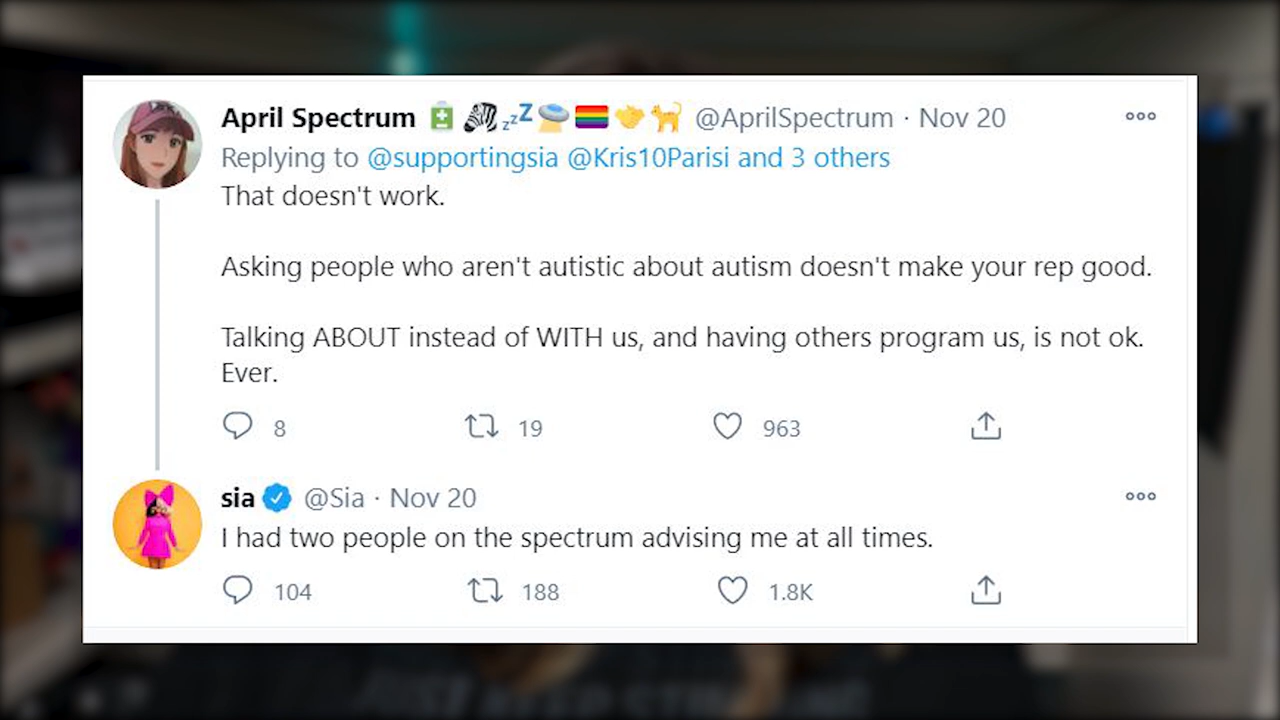 April Spectrum 🔋🦓💤🛸🏳️‍🌈🫱🐈 @AprilSpectrum · Nov 20
Replying to @supportingsia @Kris10Parisi and 3 others
That doesn't work.
Asking people who aren't autistic about autism doesn't make your rep good.
Talking ABOUT instead of WITH us, and having others program us, is not ok.
Ever.
8 19 963
sia @Sia · Nov 20
I had two people on the spectrum advising me at all times.
104 188 1.8K